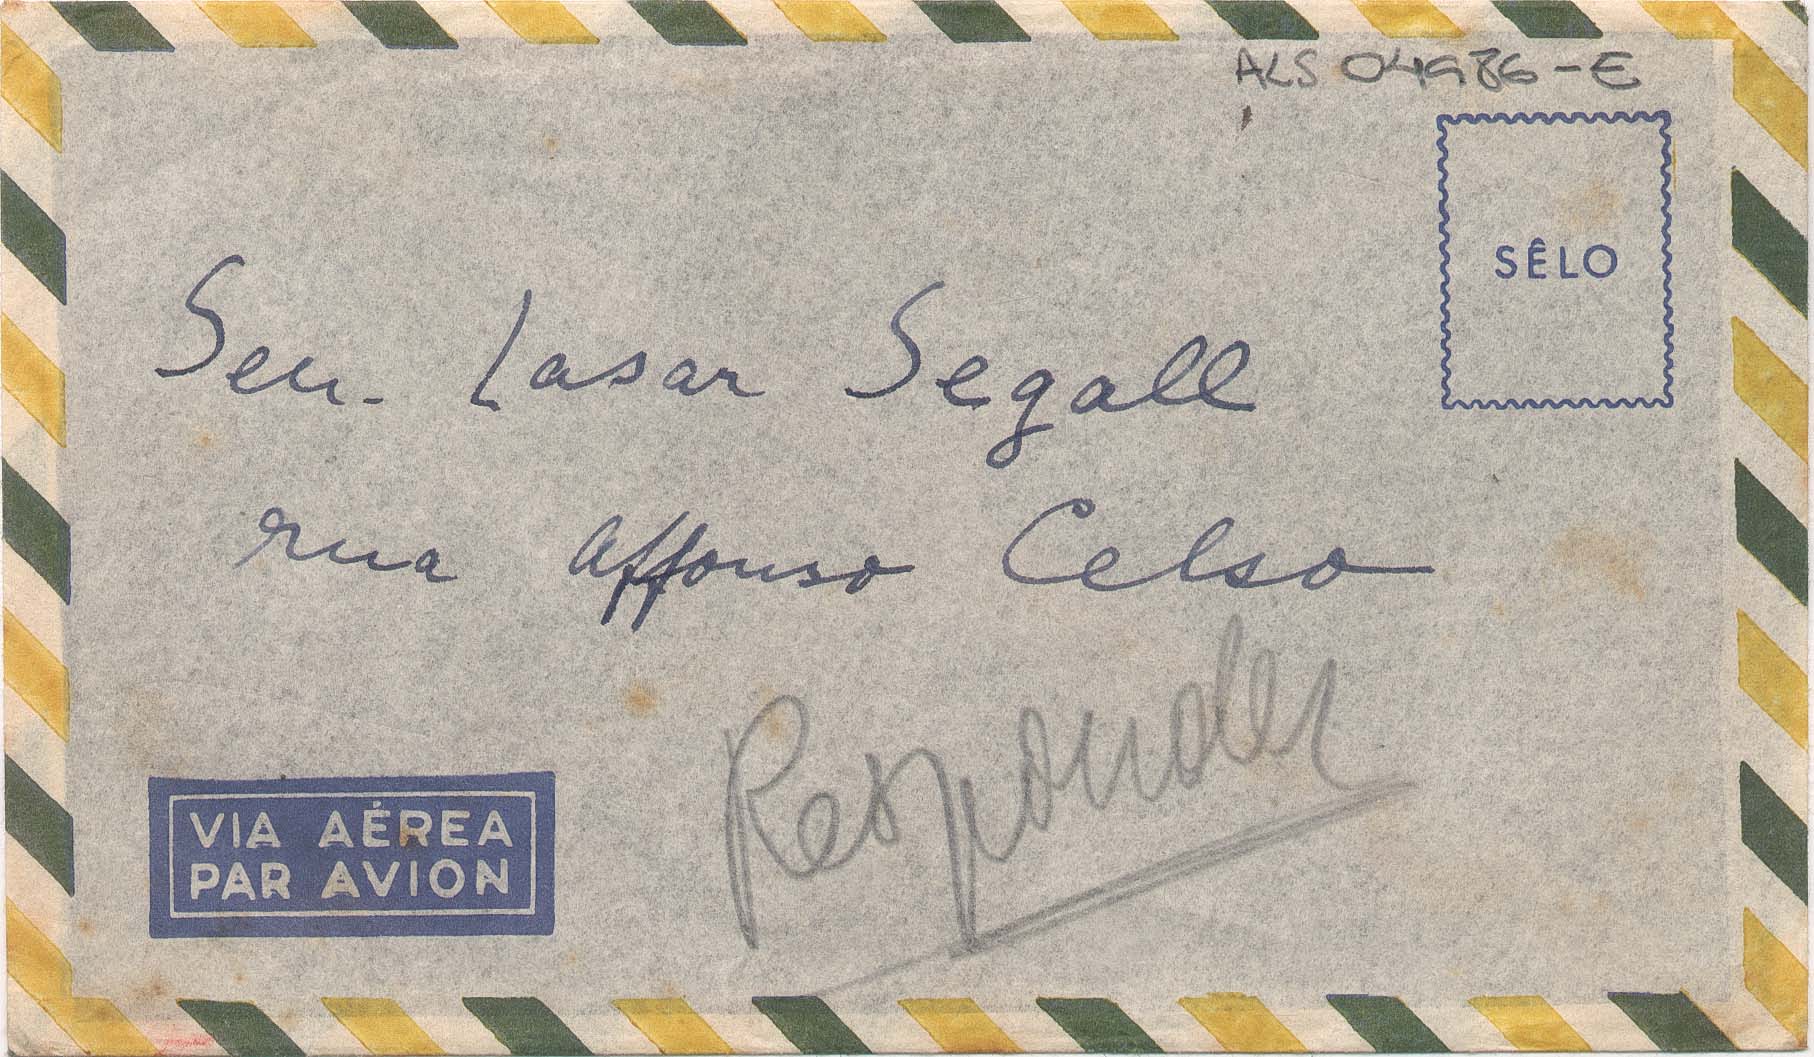 ALS 04986-E
SÊLO
Sen. Lasar Segall
rua Affonso Celso
Responder
VIA AÉREA
PAR AVION